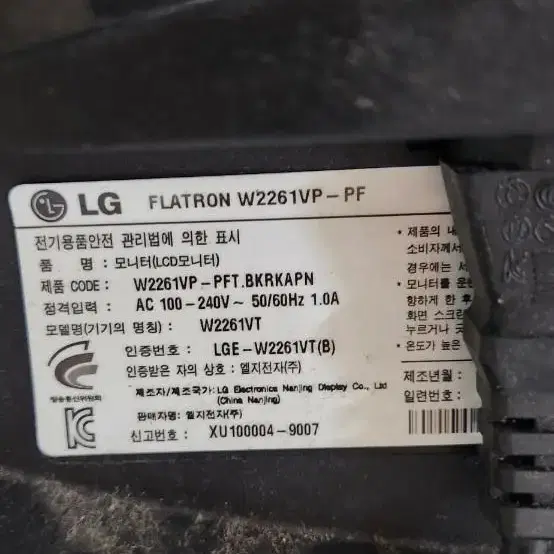 LG FLATRON W2261VP-PF
전기용품안전 관리법에 의한 표시
품 명 : 모니터(LCD모니터)
제품 CODE: W2261VP-PFT.BKRKAPN
정격입력 : AC 100-240V~ 50/60Hz 1.0A
모델명(기기의 명칭) : W2261VT
인증번호 : LGE-W2261VT(B)
인증받은 자의 상호 : 엘지전자(주)
제조자/제조국가: LG Electronics Nanjing Display Co., Ltd
(China Nanjing)
판매자명: 엘지전자(주)
신고번호 : XU100004-9007
방송통신위원회
• 제품의
소비자께서
경우에는
• 모니터를
향하게 한
화면
누르거나
• 온도가 높은
제조년월 :
일련번호 :